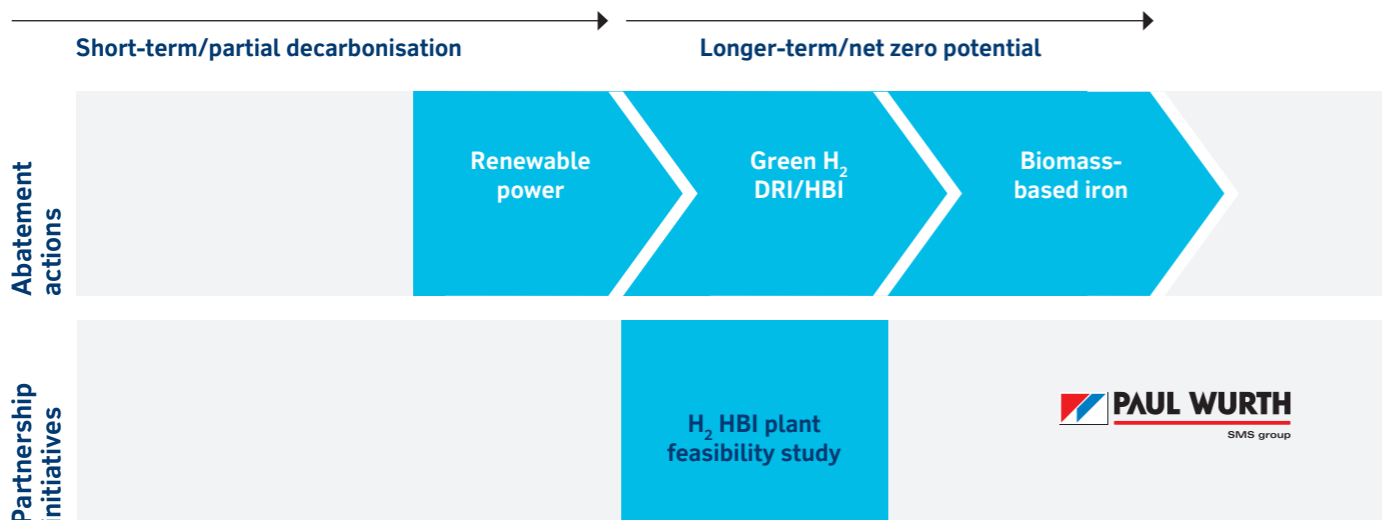 Short-term/partial decarbonisation
Longer-term/net zero potential
Abatement
actions
Renewable
power
Green H₂
DRI/HBI
Biomass-
based iron
Partnership
initiatives
H₂ HBI plant
feasibility study
PAUL WURTH
SMS group